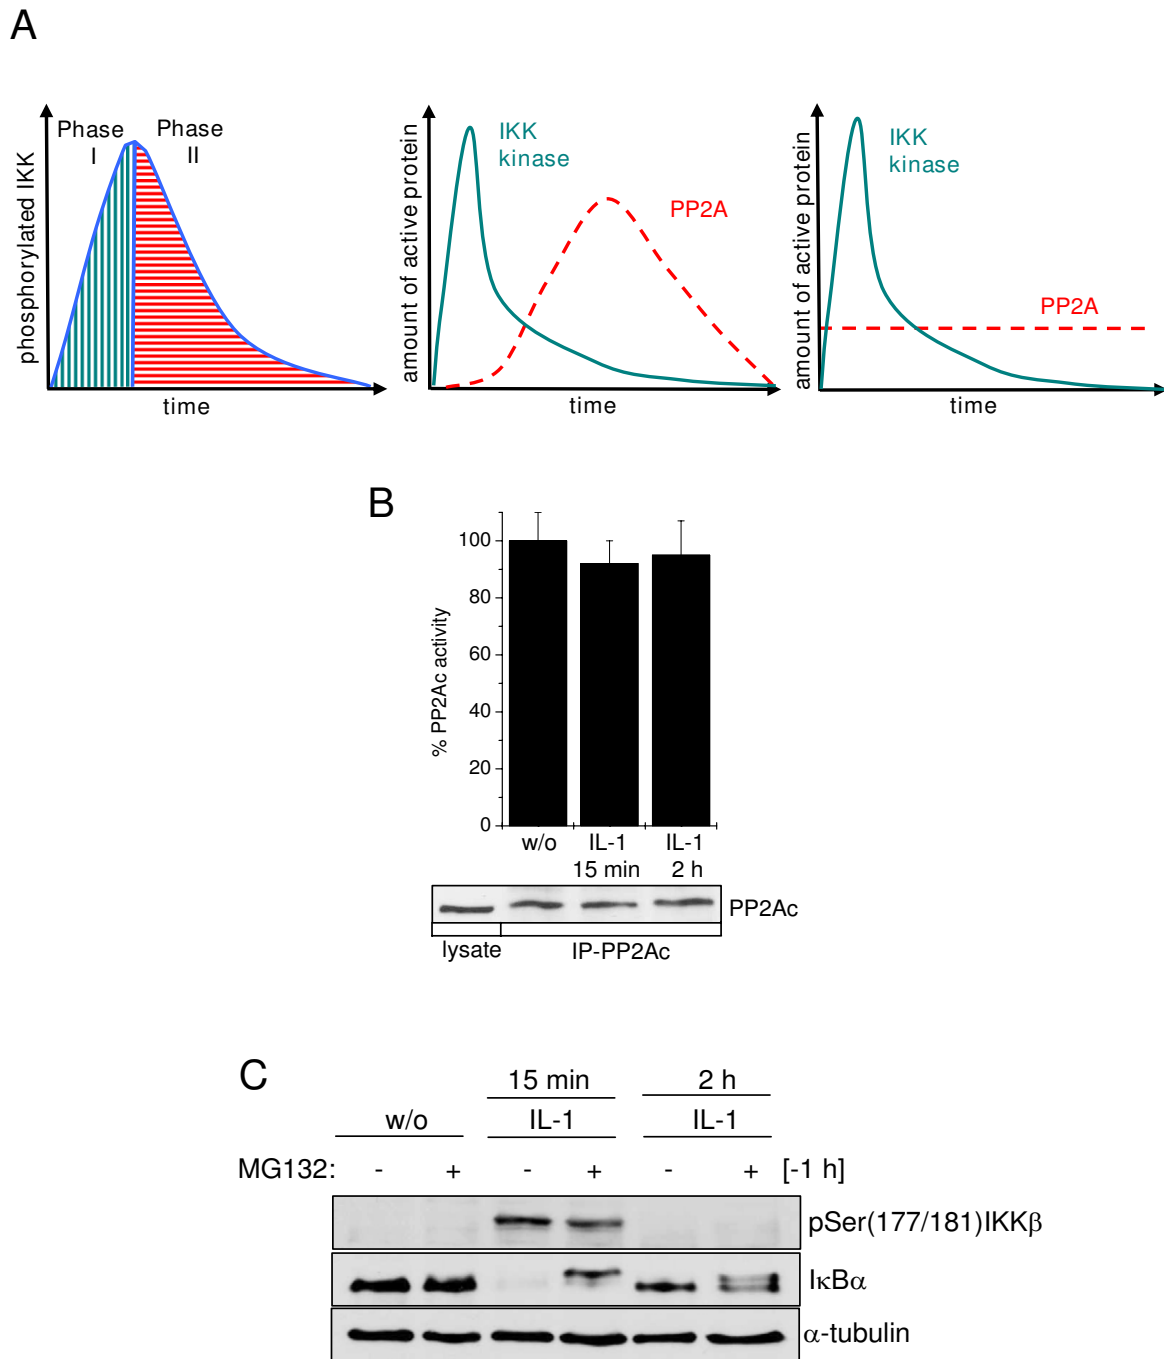 A
phosphorylated IKK
Phase
I
Phase
II
time
amount of active protein
IKK
kinase
PP2A
time
amount of active protein
IKK
kinase
PP2A
time
B
% PP2Ac activity
100
80
60
40
20
0
w/o IL-1 IL-1
15 min 2 h
PP2Ac
lysate IP-PP2Ac
C
15 min 2 h
w/o IL-1 IL-1
MG132: - + - + - + [-1 h]
pSer(177/181)IKKβ
IκBα
α-tubulin